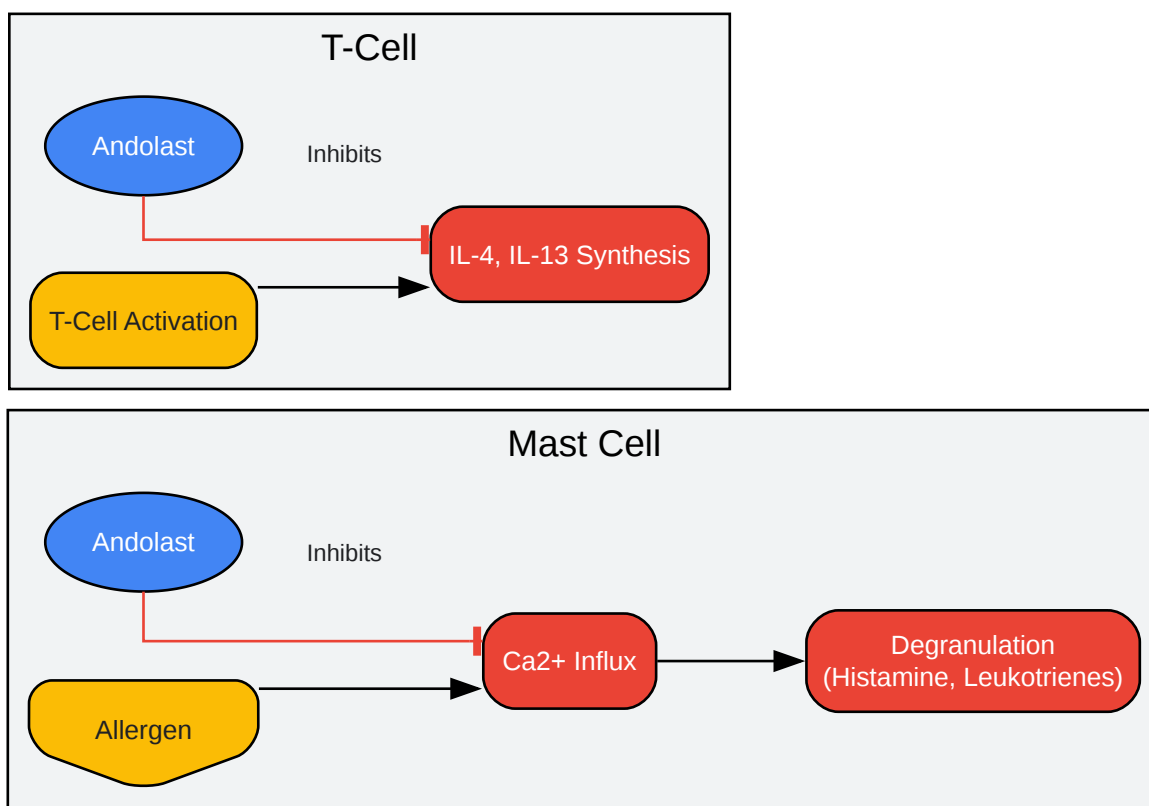 T-Cell
Andolast
Inhibits
IL-4, IL-13 Synthesis
T-Cell Activation
Mast Cell
Andolast
Inhibits
Ca2+ Influx
Degranulation
(Histamine, Leukotrienes)
Allergen